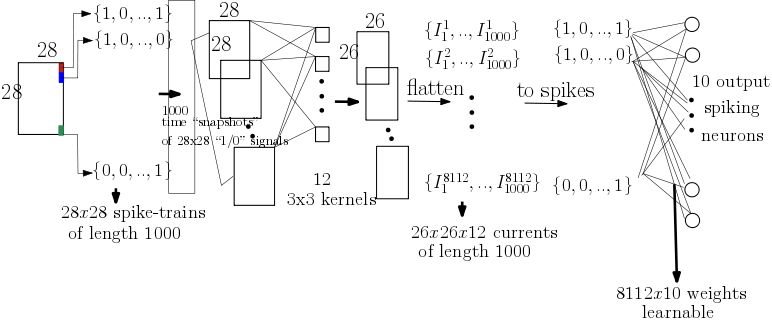 28
28
{1, 0, .., 1}
{1, 0, .., 0}
{0, 0, .., 1}
28x28 spike-trains
of length 1000
1000
time “snapshots”
of 28x28 “1/0” signals
28
28
12
3x3 kernels
26
26
flatten
{I_1^1, .., I_{1000}^1}
{I_1^2, .., I_{1000}^2}
{I_1^{8112}, .., I_{1000}^{8112}}
26x26x12 currents
of length 1000
to spikes
{1, 0, .., 1}
{1, 0, .., 0}
{0, 0, .., 1}
10 output
spiking
neurons
8112x10 weights
learnable